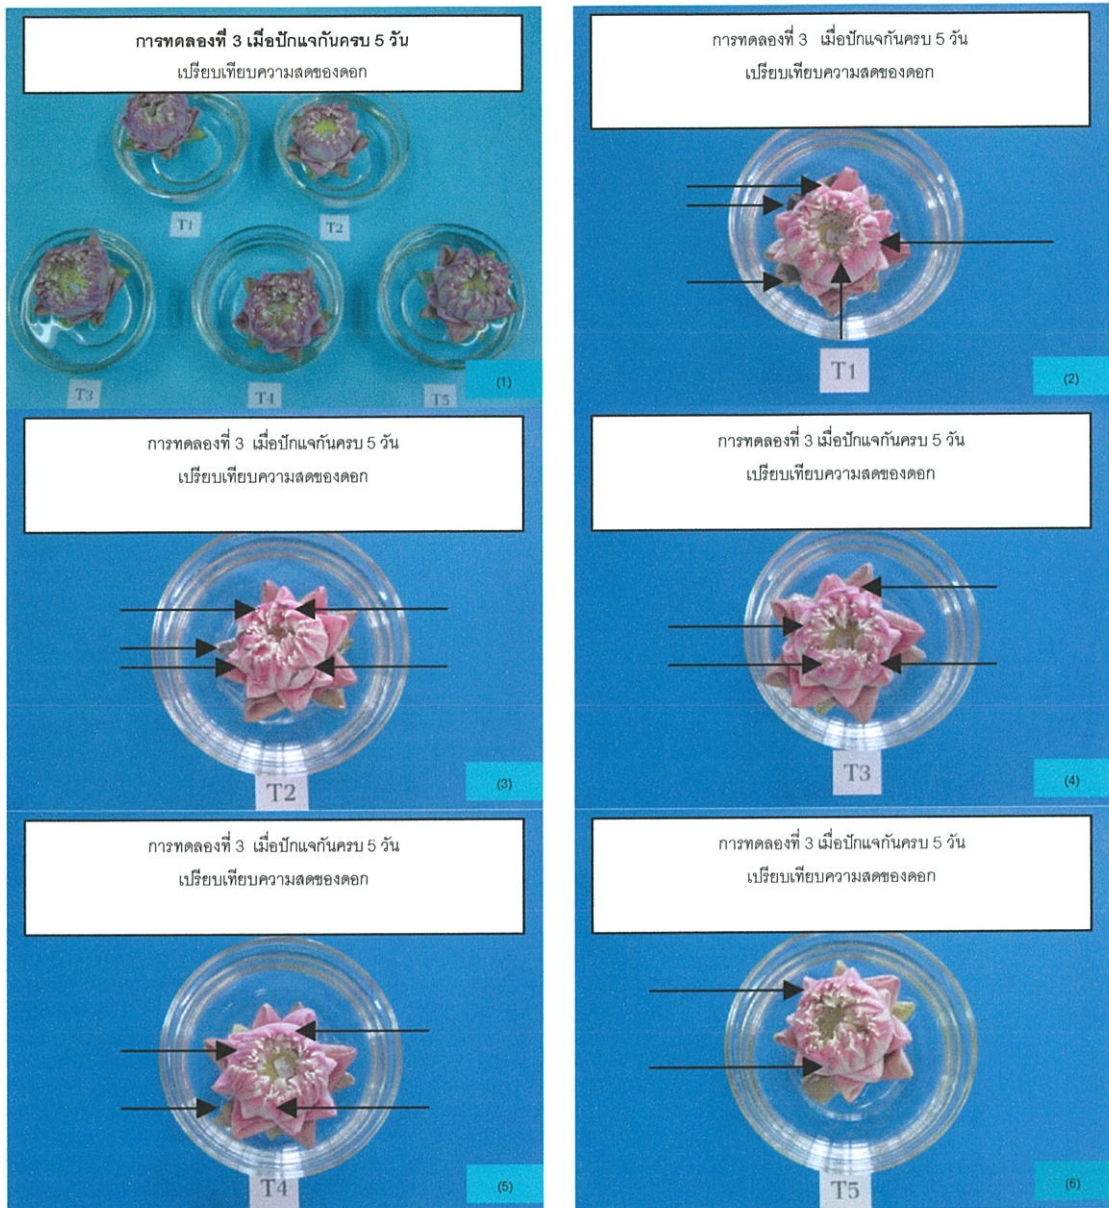 การทดลองที่ 3 เมื่อปักแจกันครบ 5 วัน
เปรียบเทียบความสดของดอก
T1
T2
T3
T4
T5
(1)
การทดลองที่ 3 เมื่อปักแจกันครบ 5 วัน
เปรียบเทียบความสดของดอก
T1
(2)
การทดลองที่ 3 เมื่อปักแจกันครบ 5 วัน
เปรียบเทียบความสดของดอก
T2
(3)
การทดลองที่ 3 เมื่อปักแจกันครบ 5 วัน
เปรียบเทียบความสดของดอก
T3
(4)
การทดลองที่ 3 เมื่อปักแจกันครบ 5 วัน
เปรียบเทียบความสดของดอก
T4
(5)
การทดลองที่ 3 เมื่อปักแจกันครบ 5 วัน
เปรียบเทียบความสดของดอก
T5
(6)